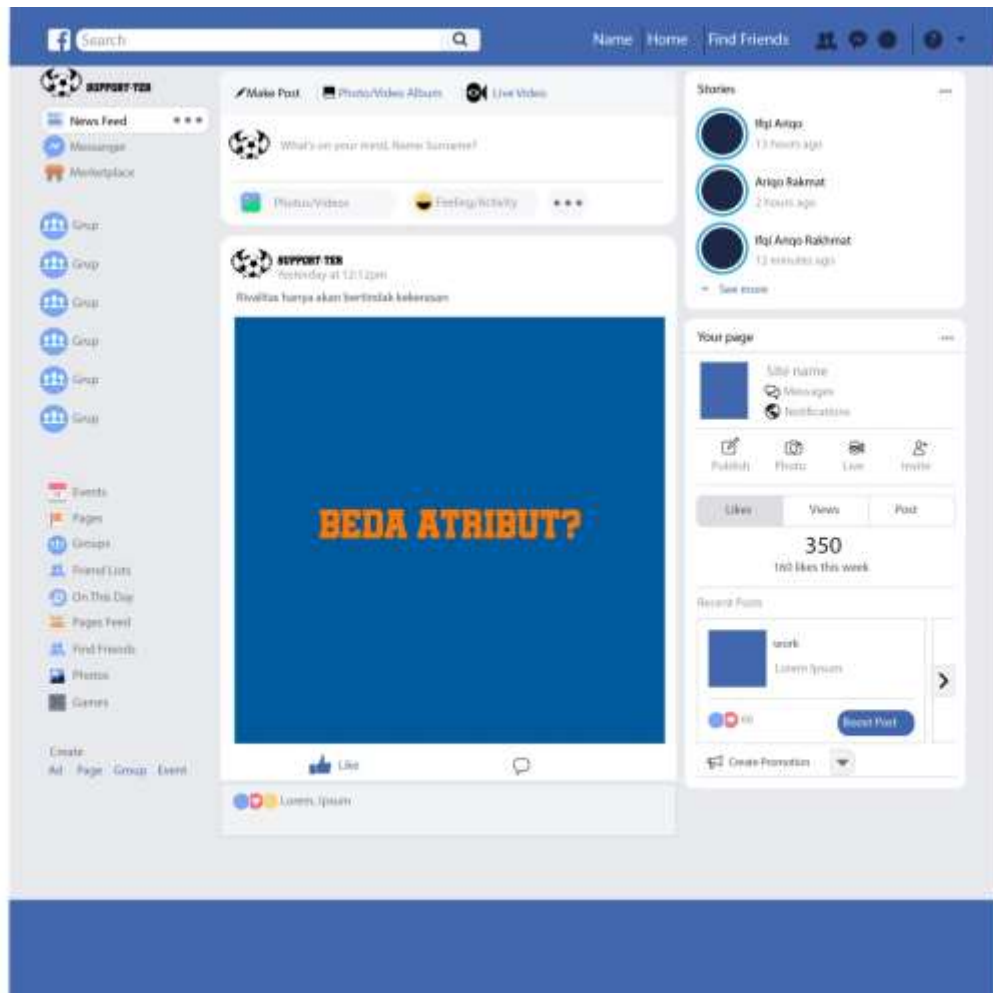 f Search
Name Home Find Friends
SUPPORT-TER
News Feed
Messenger
Marketplace
Grup
Grup
Grup
Grup
Grup
Grup
Events
Pages
Groups
Friend Lists
On This Day
Pages Feed
Find Friends
Photos
Games
Create
Ad Page Group Event
Make Post Photo/Video Album Live Video
What's on your mind, Name Surname?
Photos/Videos Feeling/Activity
SUPPORT TER
Yesterday at 12:12pm
Rivalitas hanya akan bertindak kekerasan
BEDA ATRIBUT?
Like
Lorem, Ipsum
Stories
Ifqi Ariqo
13 hours ago
Ariqo Rakmat
2 hours ago
Ifqi Ariqo Rakhmat
12 minutes ago
See more
Your page
Site name
Messages
Notifications
Publish Photo Live Invite
Likes Views Post
350
160 likes this week
Recent Posts
work
Lorem Ipsum
Boost Post
Create Promotion